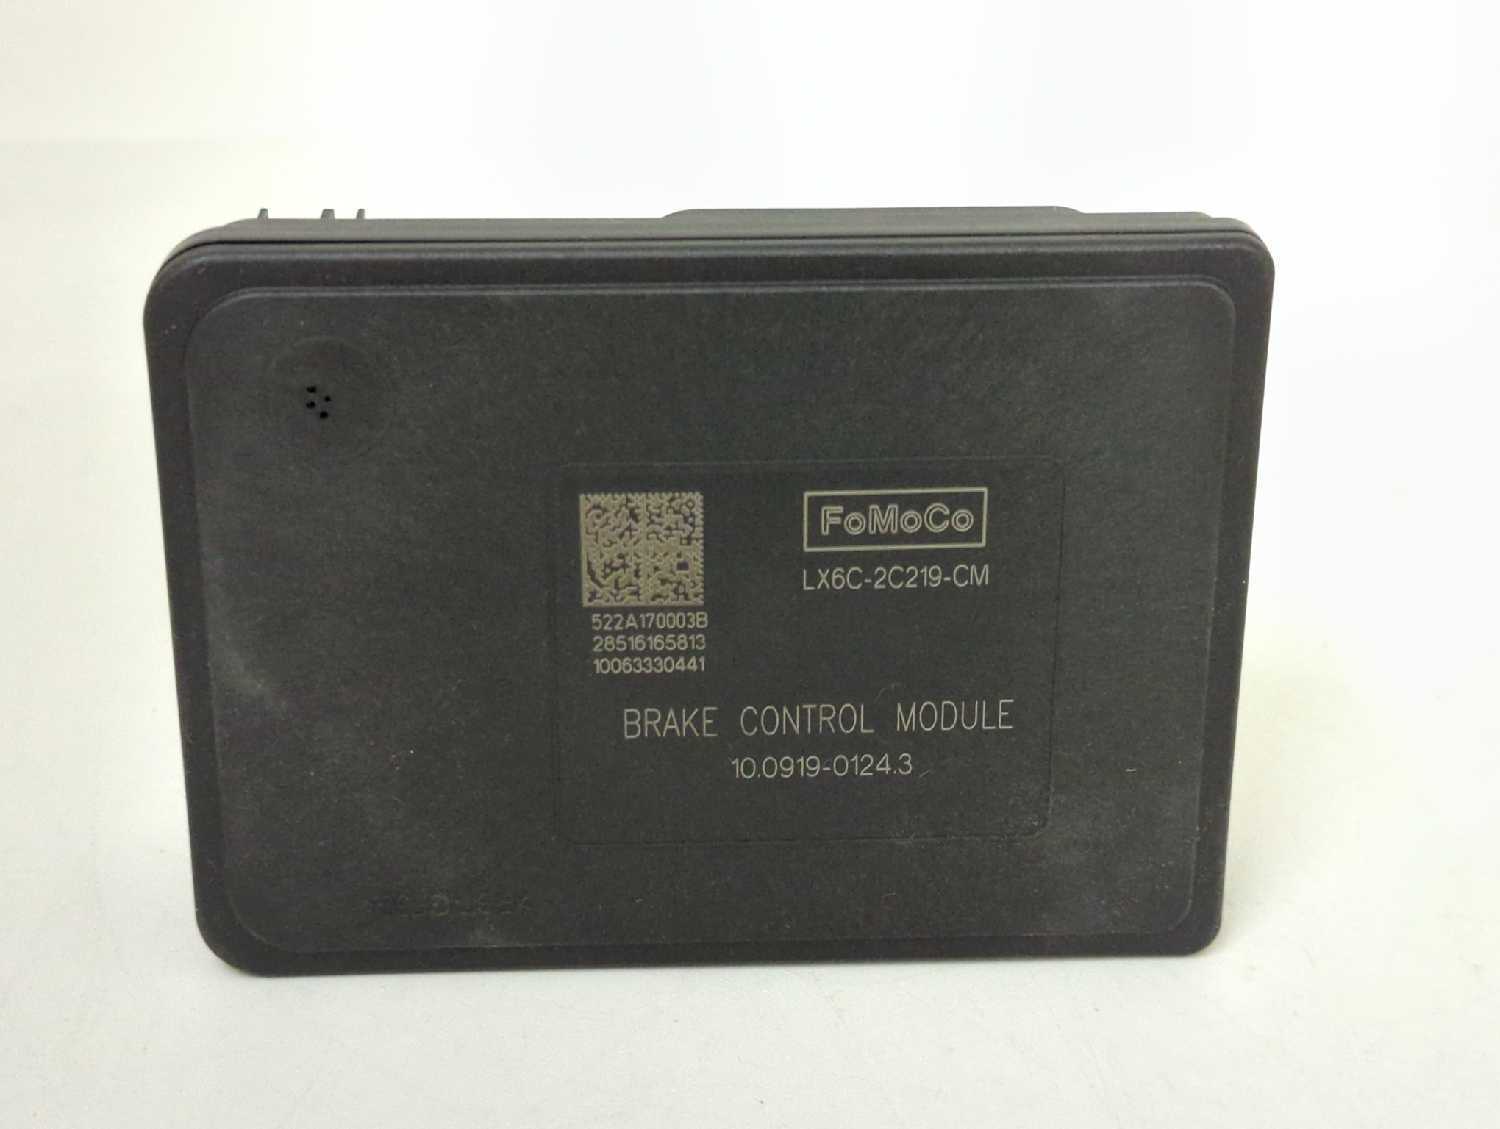 FoMoCo
LX6C-2C219-CM
522A170003B
28516165813
10063330441
BRAKE CONTROL MODULE
10.0919-0124.3